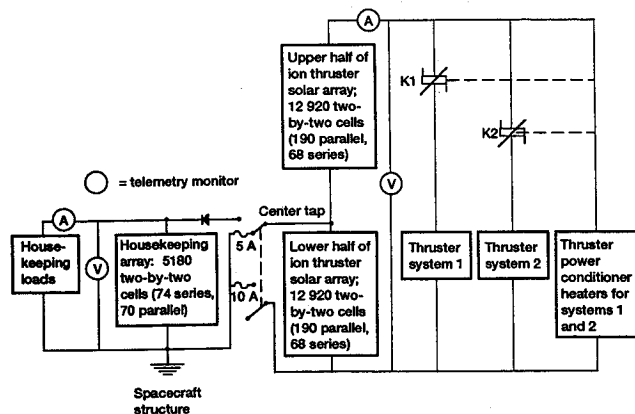 A
Upper half of
ion thruster
solar array;
12 920 two-
by-two cells
(190 parallel,
68 series)
K1
K2
V
= telemetry monitor
Center tap
A
House-
keeping
loads
V
Housekeeping
array: 5180
two-by-two
cells (74 series,
70 parallel)
5 A
10 A
Lower half of
ion thruster
solar array;
12 920 two-
by-two cells
(190 parallel,
68 series)
Thruster
system 1
Thruster
system 2
Thruster
power
conditioner
heaters for
systems 1
and 2
Spacecraft
structure